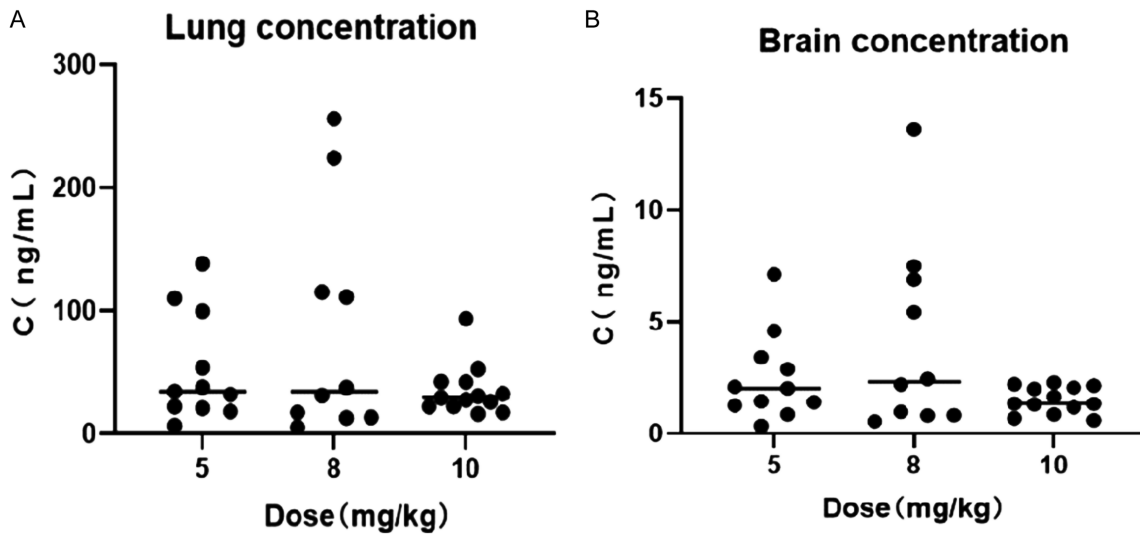 A
Lung concentration
300
200
100
0
C( ng/mL)
5 8 10
Dose(mg/kg)
B
Brain concentration
15
10
5
0
C( ng/mL)
5 8 10
Dose(mg/kg)